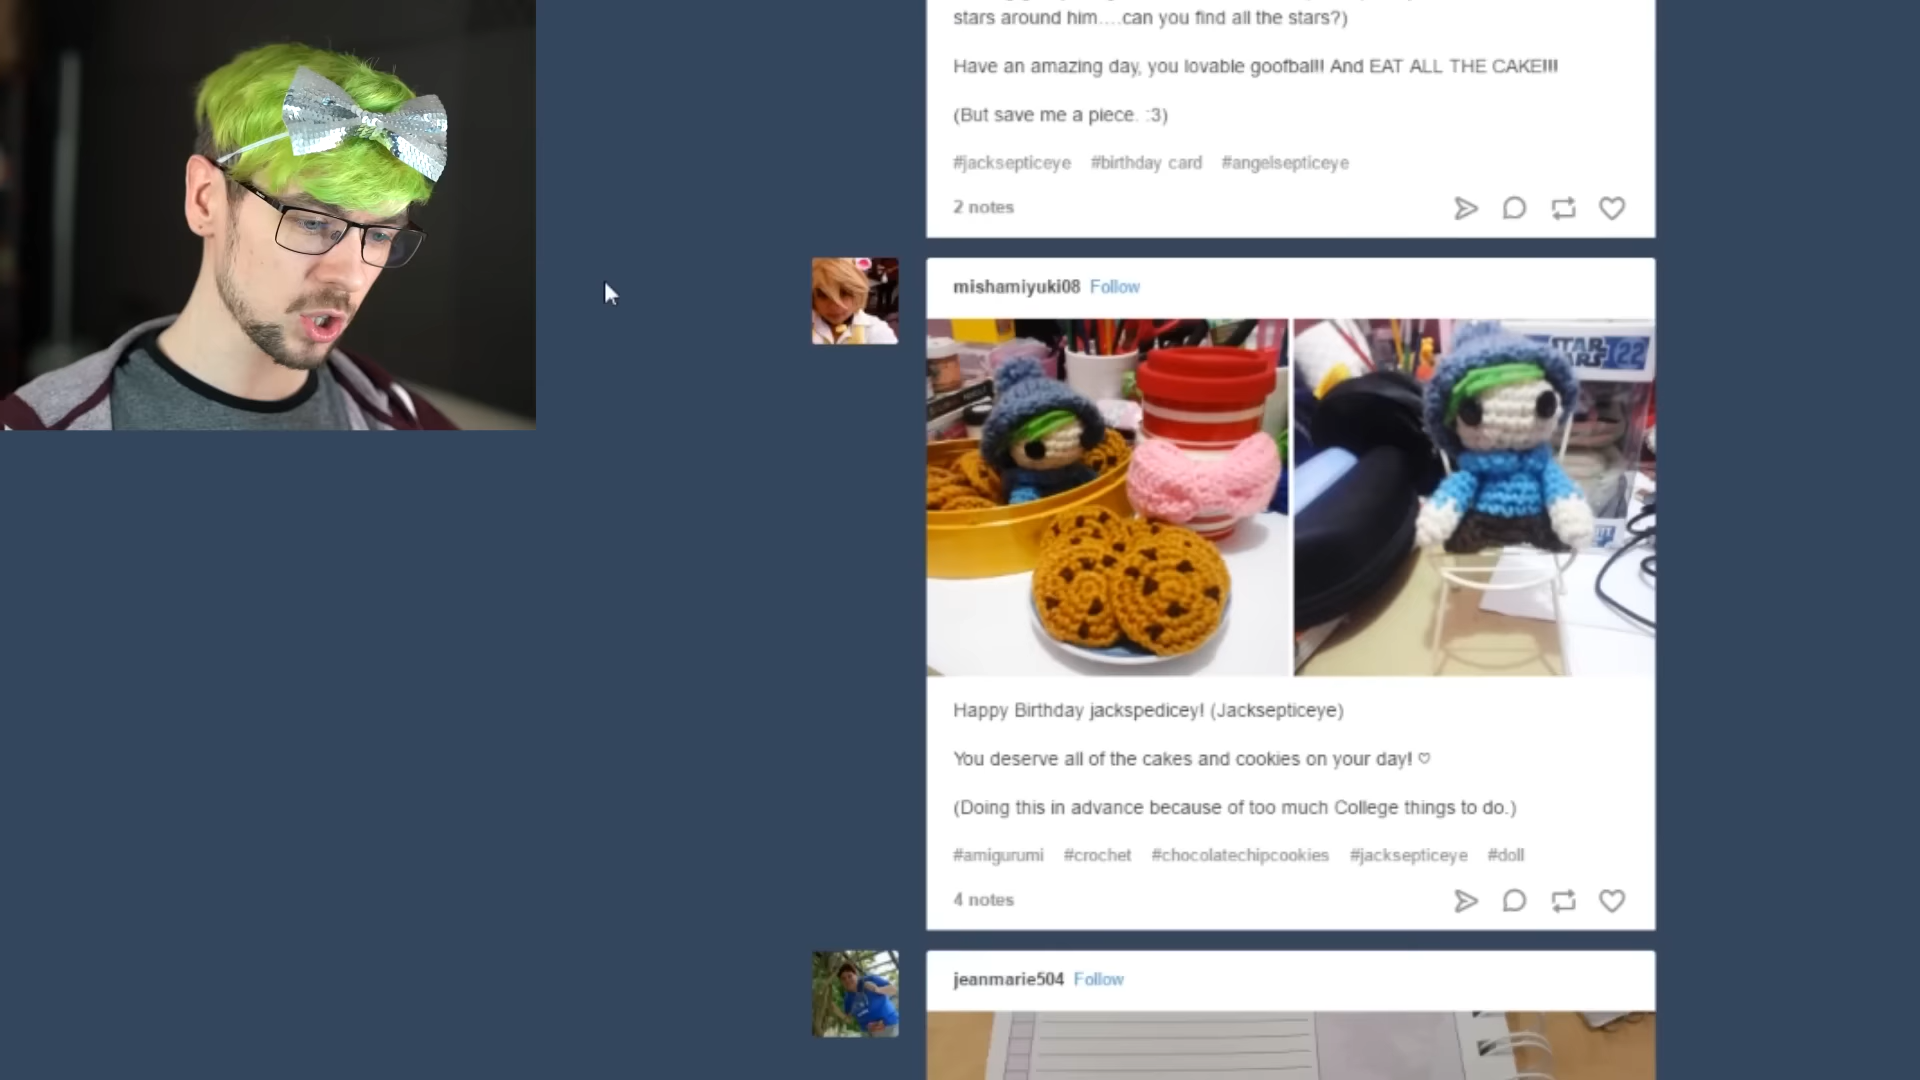 stars around him....can you find all the stars?)
Have an amazing day, you lovable goofball!! And EAT ALL THE CAKE!!!!
(But save me a piece. :3)
#jacksepticeye #birthday card #angelsepticeye
2 notes
mishamiyuki08 Follow
STAR WARS 22
Happy Birthday jackspedicey! (Jacksepticeye)
You deserve all of the cakes and cookies on your day! ♡
(Doing this in advance because of too much College things to do.)
#amigurumi #crochet #chocolatechipcookies #jacksepticeye #doll
4 notes
jeanmarie504 Follow